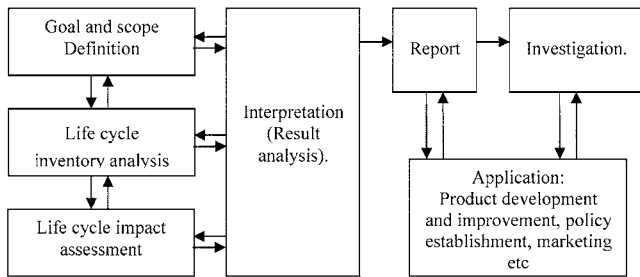 Goal and scope
Definition
Life cycle
inventory analysis
Life cycle impact
assessment
Interpretation
(Result
analysis).
Report
Investigation.
Application:
Product development
and improvement, policy
establishment, marketing
etc